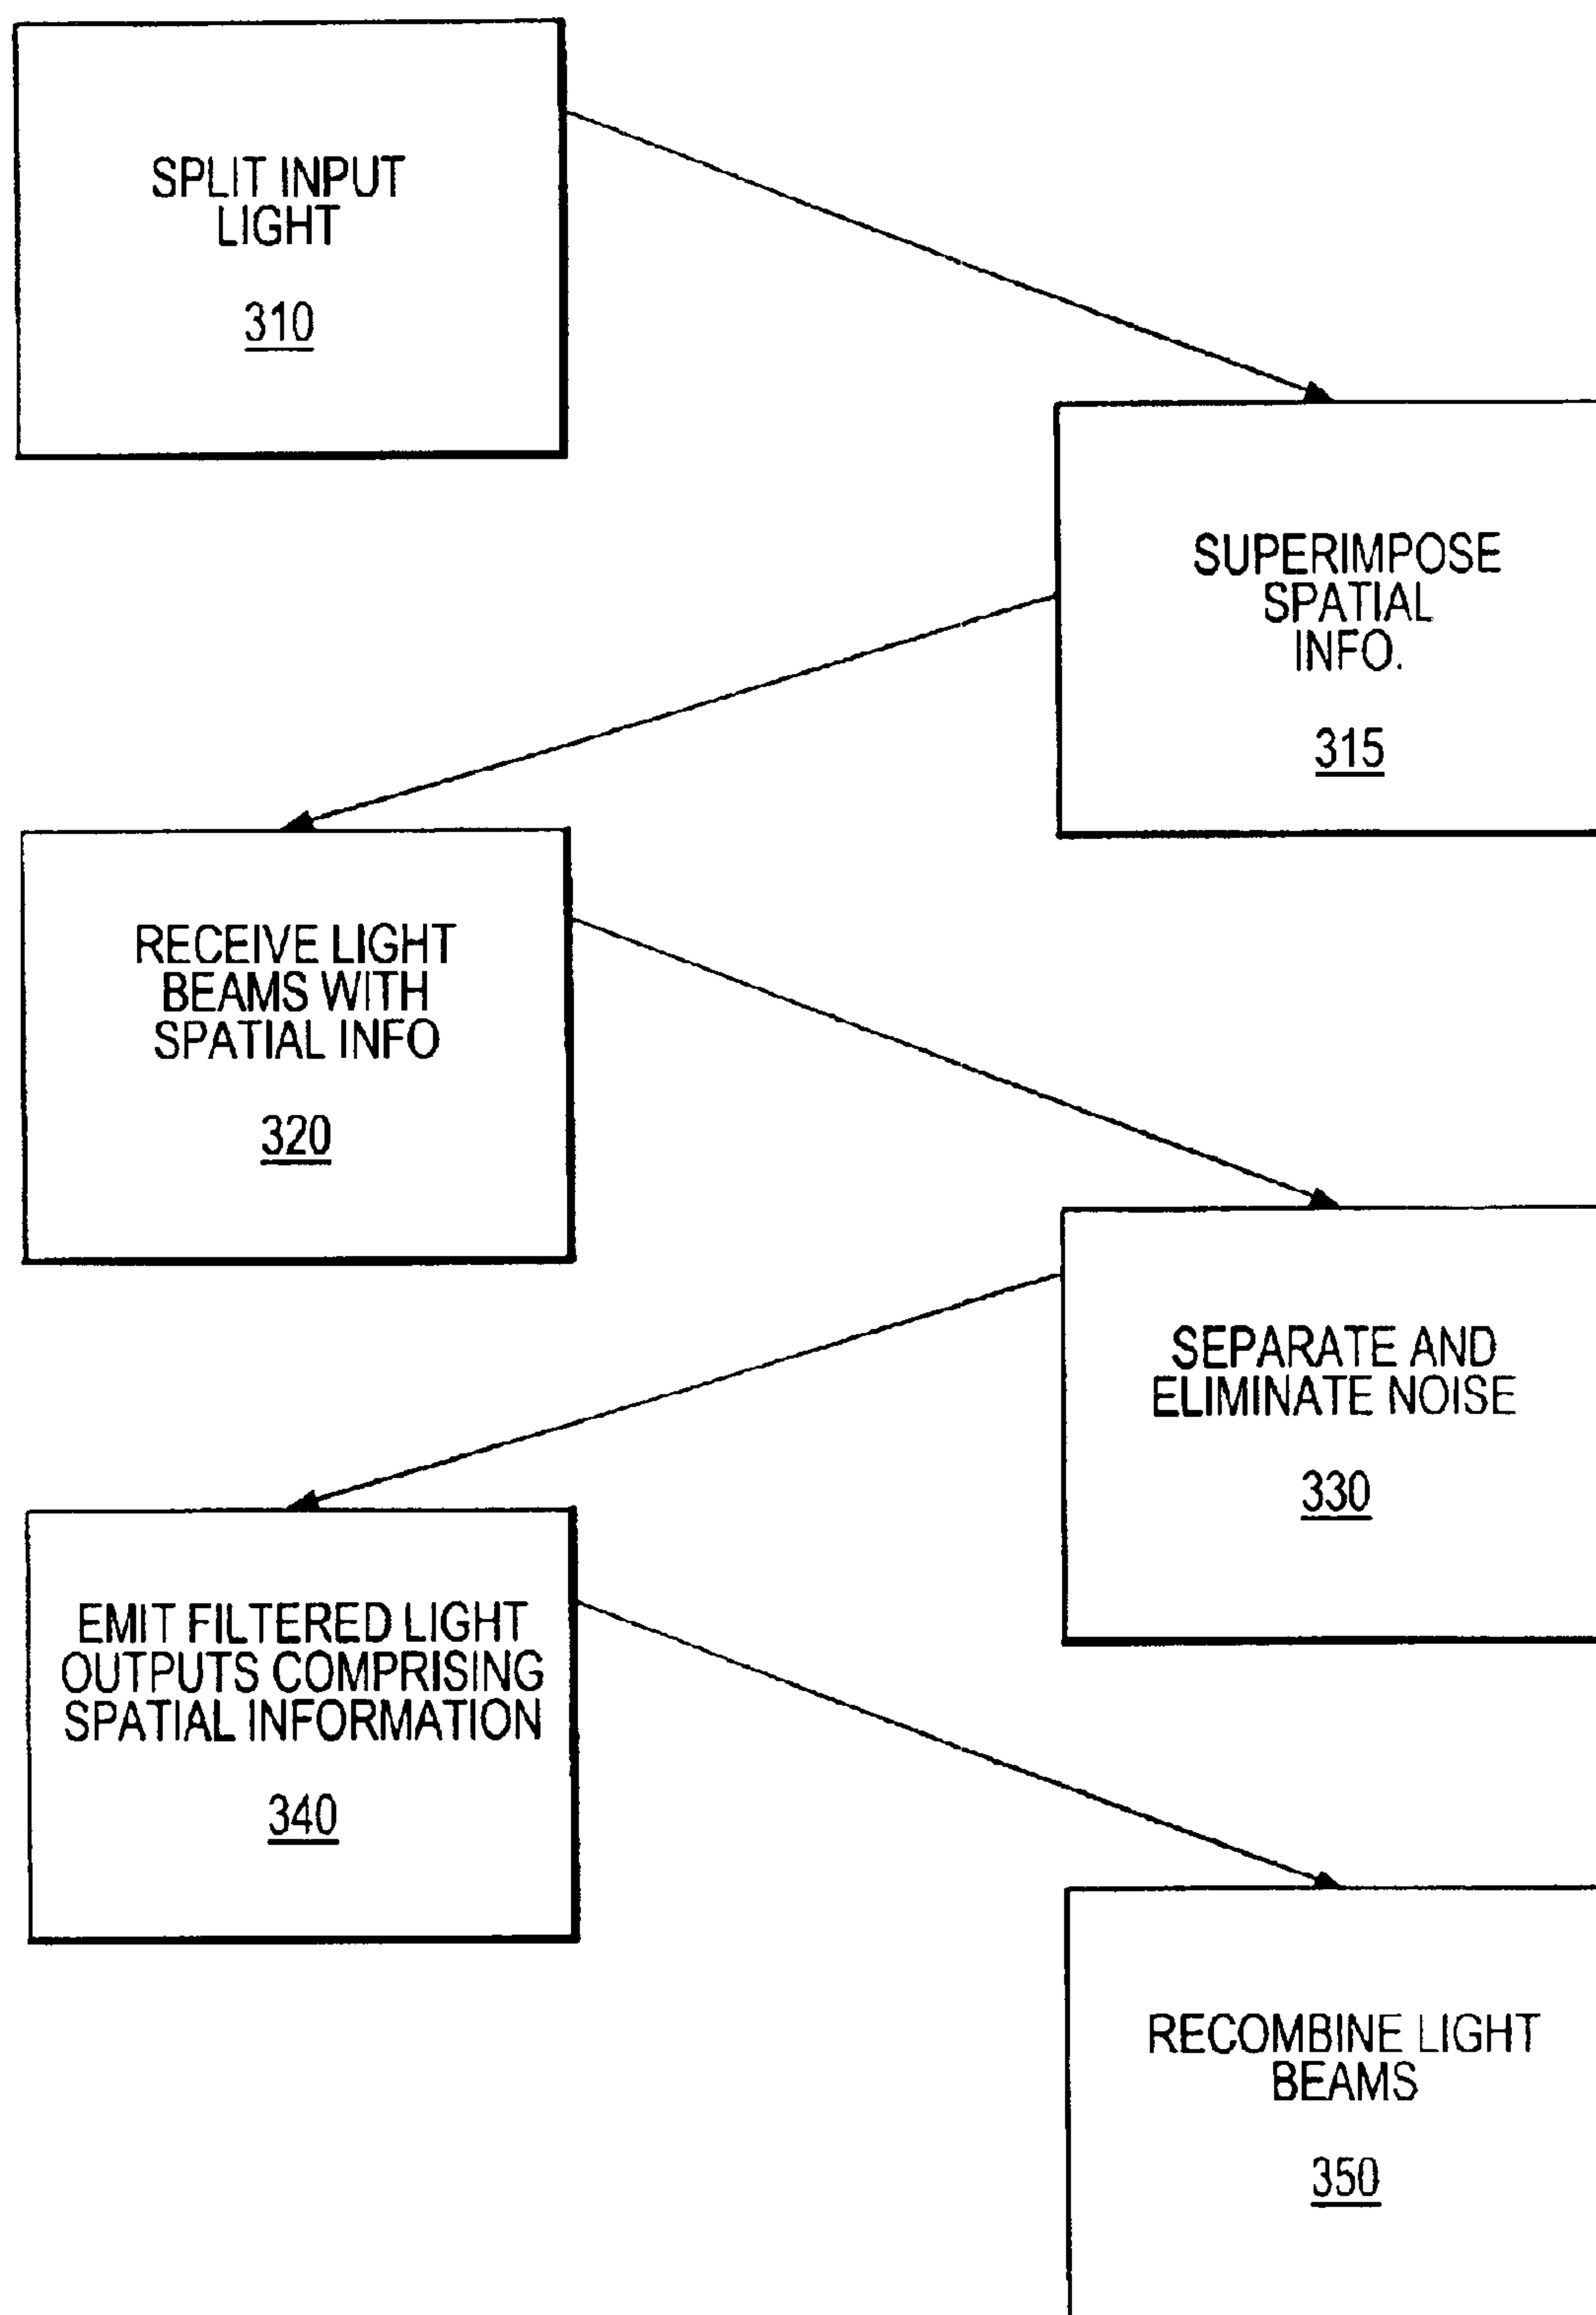 SPLIT INPUT
LIGHT
310
SUPERIMPOSE
SPATIAL
INFO.
315
RECEIVE LIGHT
BEAMS WITH
SPATIAL INFO
320
SEPARATE AND
ELIMINATE NOISE
330
EMIT FILTERED LIGHT
OUTPUTS COMPRISING
SPATIAL INFORMATION
340
RECOMBINE LIGHT
BEAMS
350